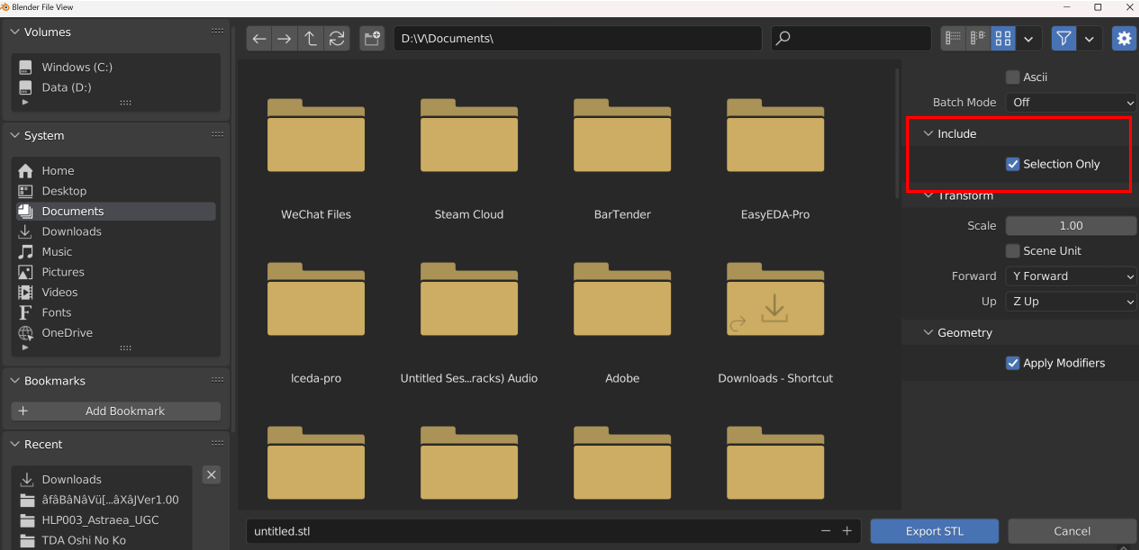 Blender File View
Volumes
Windows (C:)
Data (D:)
System
Home
Desktop
Documents
Downloads
Music
Pictures
Videos
Fonts
OneDrive
Bookmarks
Add Bookmark
Recent
Downloads
âfâBâNâVü[...âXâJVer1.00
HLP003_Astraea_UGC
TDA Oshi No Ko
D:\V\Documents\
WeChat Files
Steam Cloud
BarTender
EasyEDA-Pro
lceda-pro
Untitled Ses...racks) Audio
Adobe
Downloads - Shortcut
untitled.stl
Export STL
Cancel
Ascii
Batch Mode Off
Include
Selection Only
Transform
Scale 1.00
Scene Unit
Forward Y Forward
Up Z Up
Geometry
Apply Modifiers